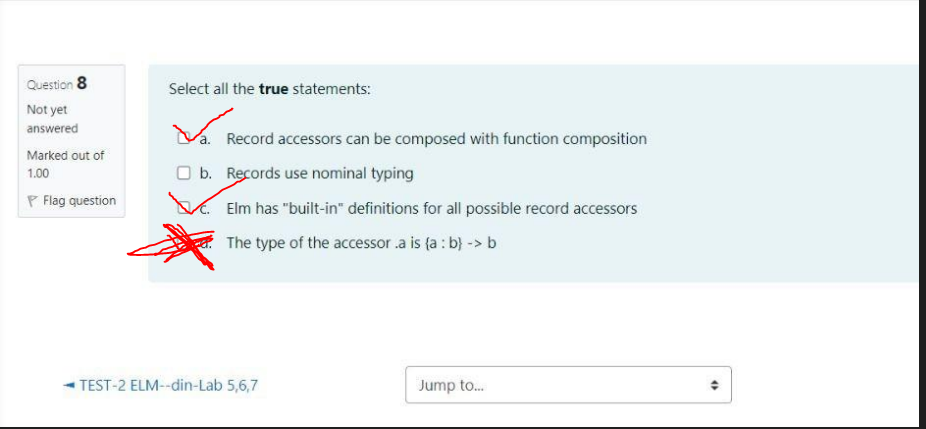 Question 8
Not yet
answered
Marked out of
1.00
Flag question
Select all the true statements:
a. Record accessors can be composed with function composition
b. Records use nominal typing
c. Elm has "built-in" definitions for all possible record accessors
d. The type of the accessor .a is {a : b} -> b
◄ TEST-2 ELM--din-Lab 5,6,7
Jump to...